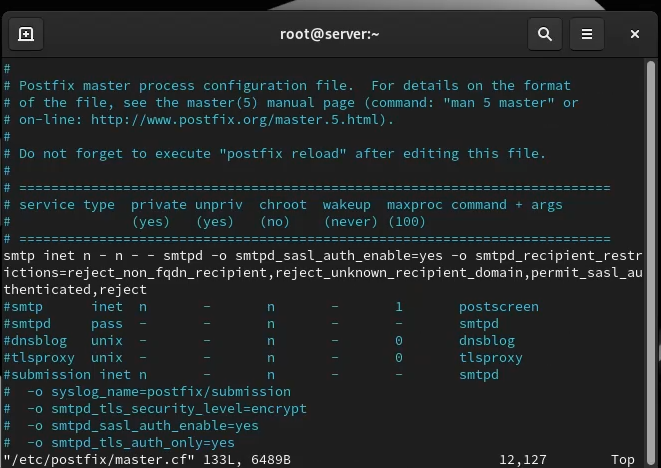 root@server:~
#
# Postfix master process configuration file.  For details on the format
# of the file, see the master(5) manual page (command: "man 5 master" or
# on-line: http://www.postfix.org/master.5.html).
#
# Do not forget to execute "postfix reload" after editing this file.
#
# ==========================================================================
# service type  private unpriv  chroot  wakeup  maxproc command + args
#               (yes)   (yes)   (no)    (never) (100)
# ==========================================================================
smtp inet n - n - - smtpd -o smtpd_sasl_auth_enable=yes -o smtpd_recipient_restr
ictions=reject_non_fqdn_recipient,reject_unknown_recipient_domain,permit_sasl_au
thenticated,reject
#smtp      inet  n       -       n       -       1       postscreen
#smtpd     pass  -       -       n       -       -       smtpd
#dnsblog   unix  -       -       n       -       0       dnsblog
#tlsproxy  unix  -       -       n       -       0       tlsproxy
#submission inet n       -       n       -       -       smtpd
#  -o syslog_name=postfix/submission
#  -o smtpd_tls_security_level=encrypt
#  -o smtpd_sasl_auth_enable=yes
#  -o smtpd_tls_auth_only=yes
"/etc/postfix/master.cf" 133L, 6489B                          12,127        Top